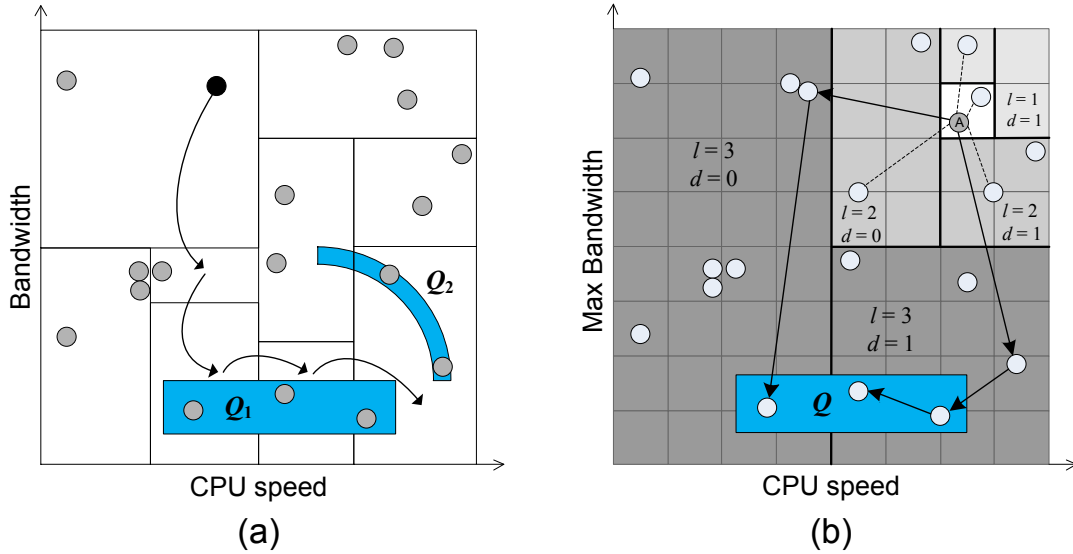 Bandwidth
Q₂
Q₁
CPU speed
(a)
Max Bandwidth
A
l = 1
d = 1
l = 3
d = 0
l = 2
d = 0
l = 2
d = 1
l = 3
d = 1
Q
CPU speed
(b)